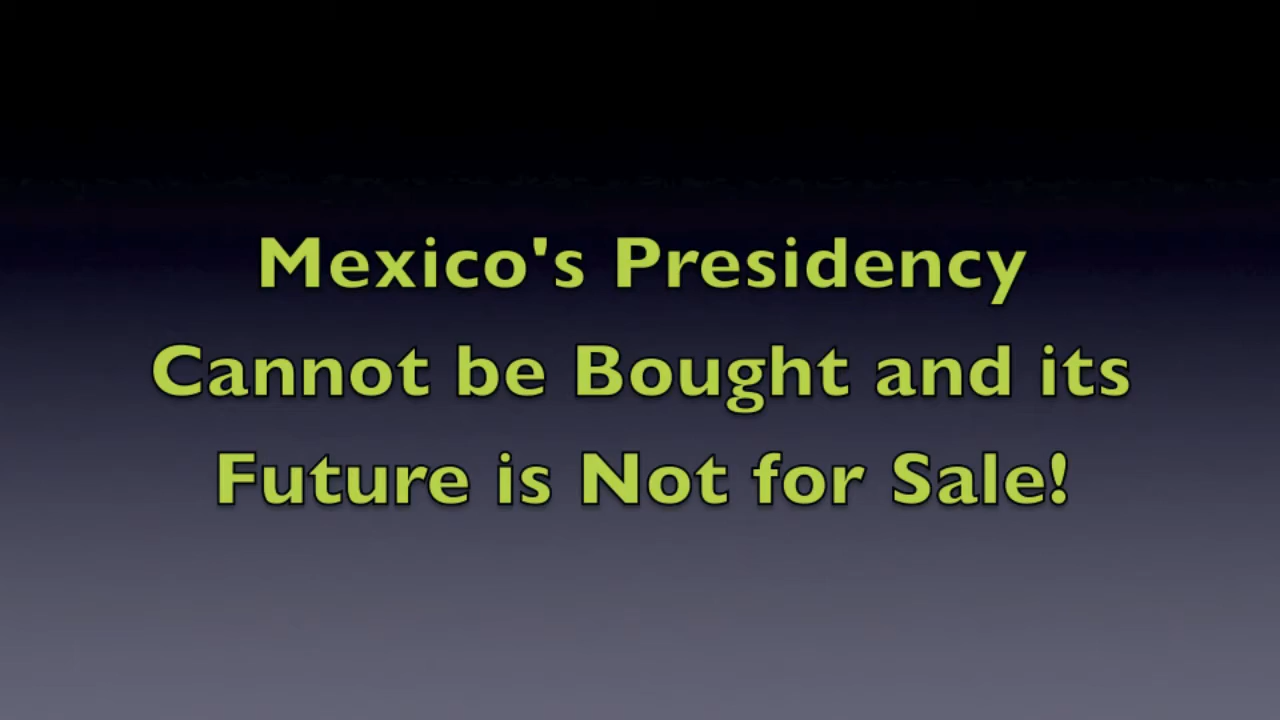 Mexico's Presidency
Cannot be Bought and its
Future is Not for Sale!